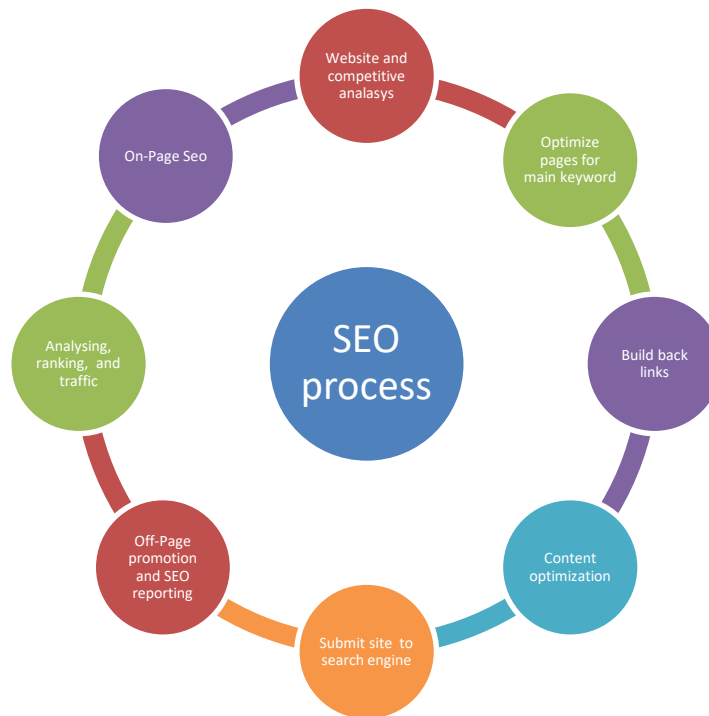 Website and
competitive
analasys
Optimize
pages for
main keyword
Build back
links
Content
optimization
Submit site  to
search engine
Off-Page
promotion
and SEO
reporting
Analysing,
ranking,  and
traffic
On-Page Seo
SEO
process